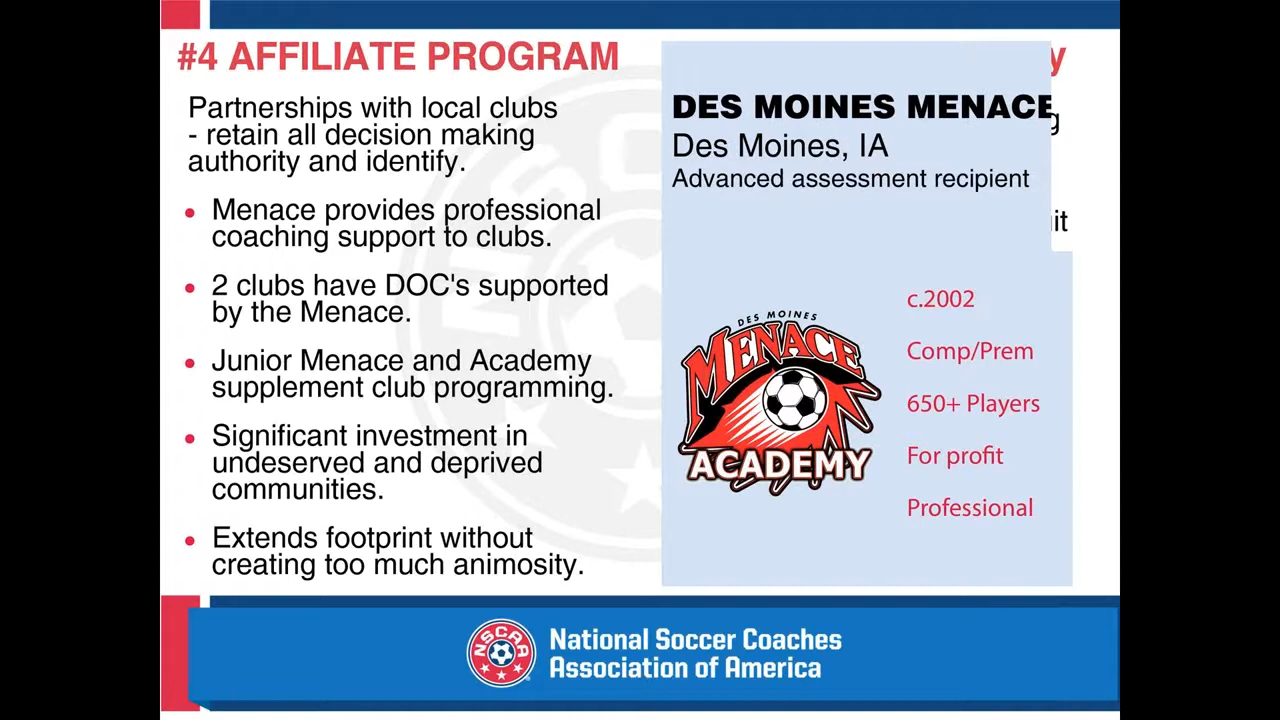 #4 AFFILIATE PROGRAM
Partnerships with local clubs
- retain all decision making
authority and identify.
• Menace provides professional
coaching support to clubs.
• 2 clubs have DOC's supported
by the Menace.
• Junior Menace and Academy
supplement club programming.
• Significant investment in
undeserved and deprived
communities.
• Extends footprint without
creating too much animosity.
DES MOINES MENACE
Des Moines, IA
Advanced assessment recipient
DES MOINES
MENACE
ACADEMY
c.2002
Comp/Prem
650+ Players
For profit
Professional
NSCAA
National Soccer Coaches
Association of America